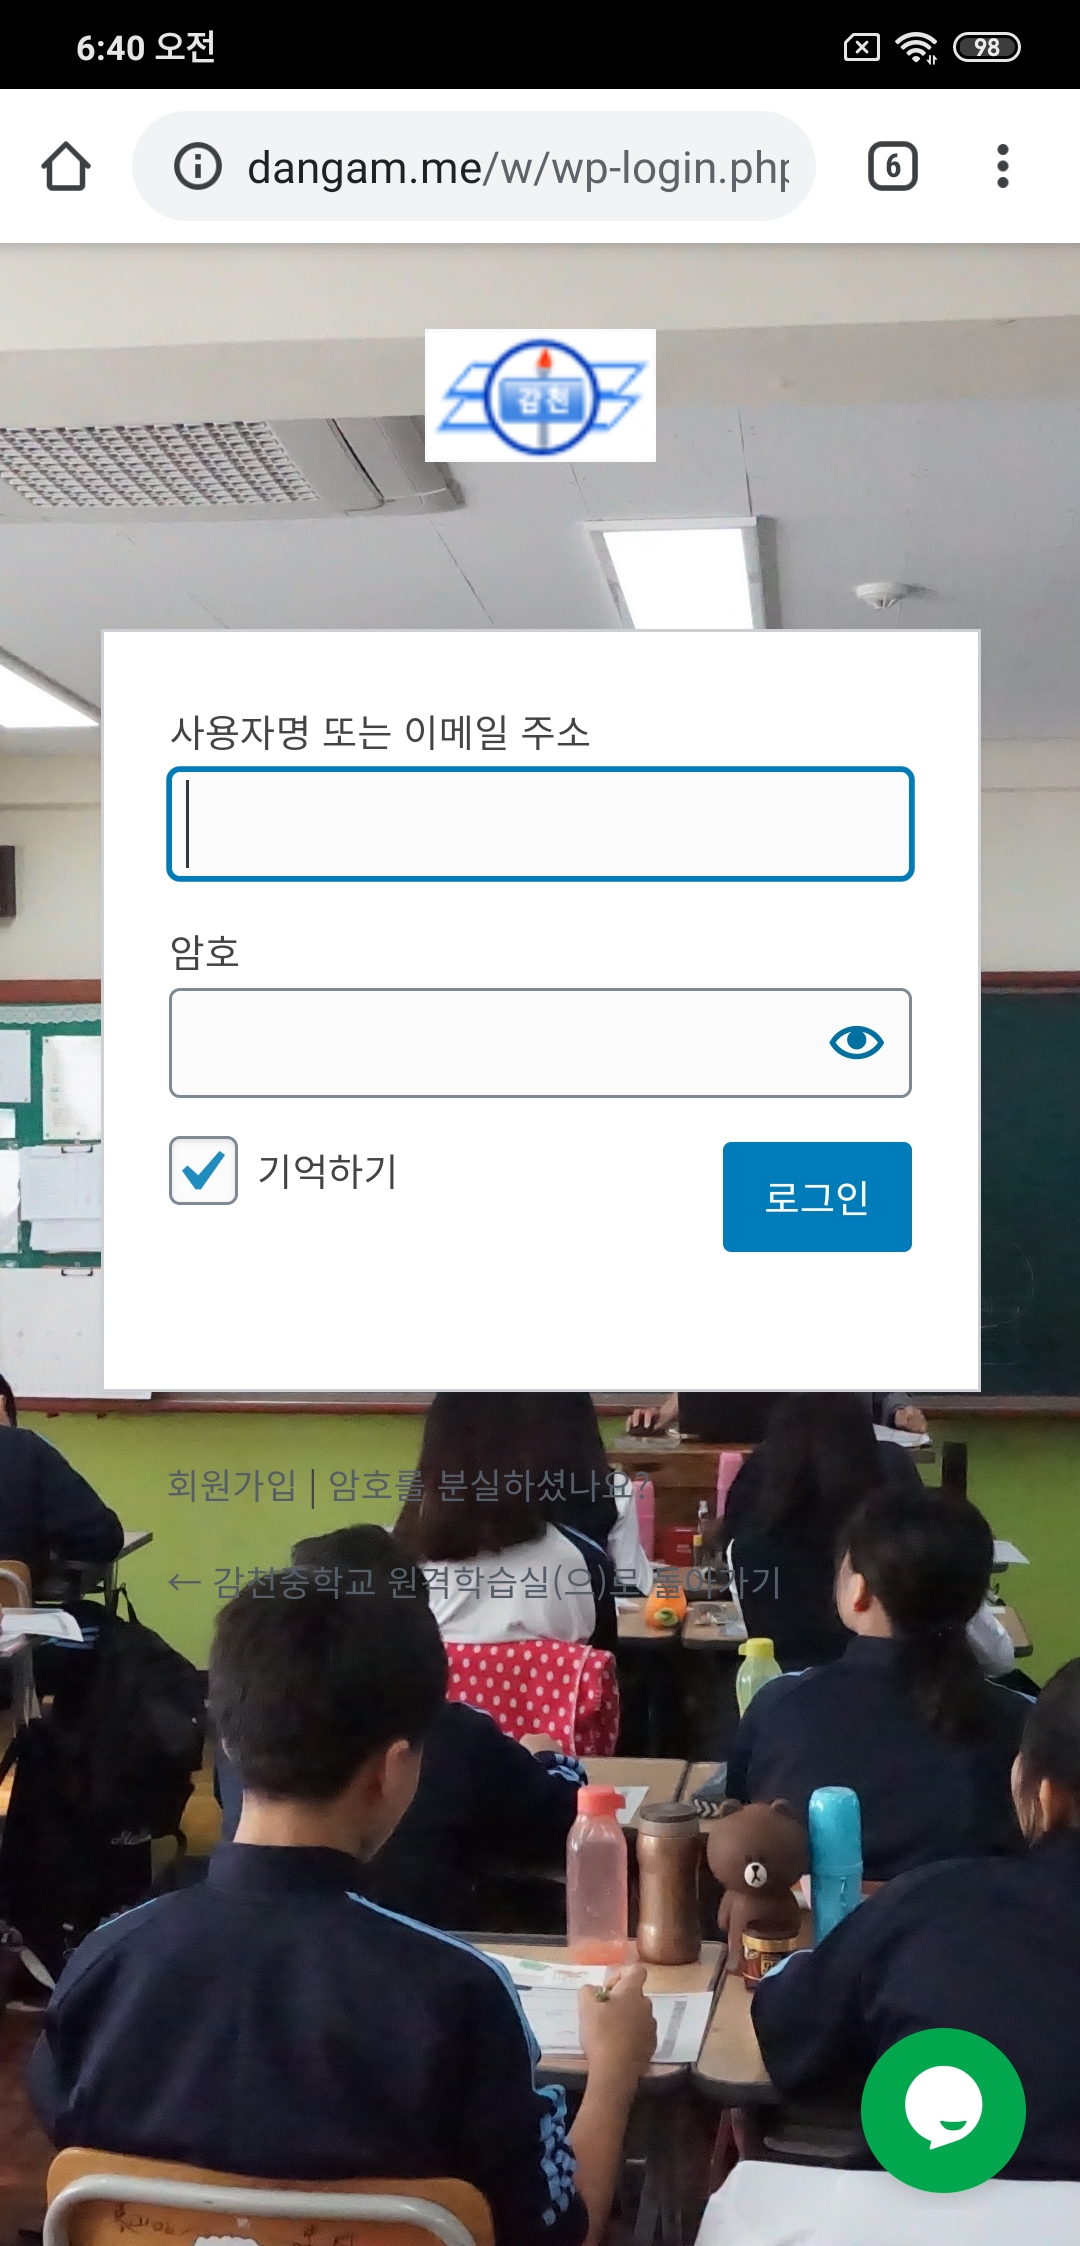 6:40 오전
98
dangam.me/w/wp-login.php
6
감천
사용자명 또는 이메일 주소
암호
기억하기
로그인
회원가입 | 암호를 분실하셨나요?
← 감천중학교 원격학습실(으)로 돌아가기